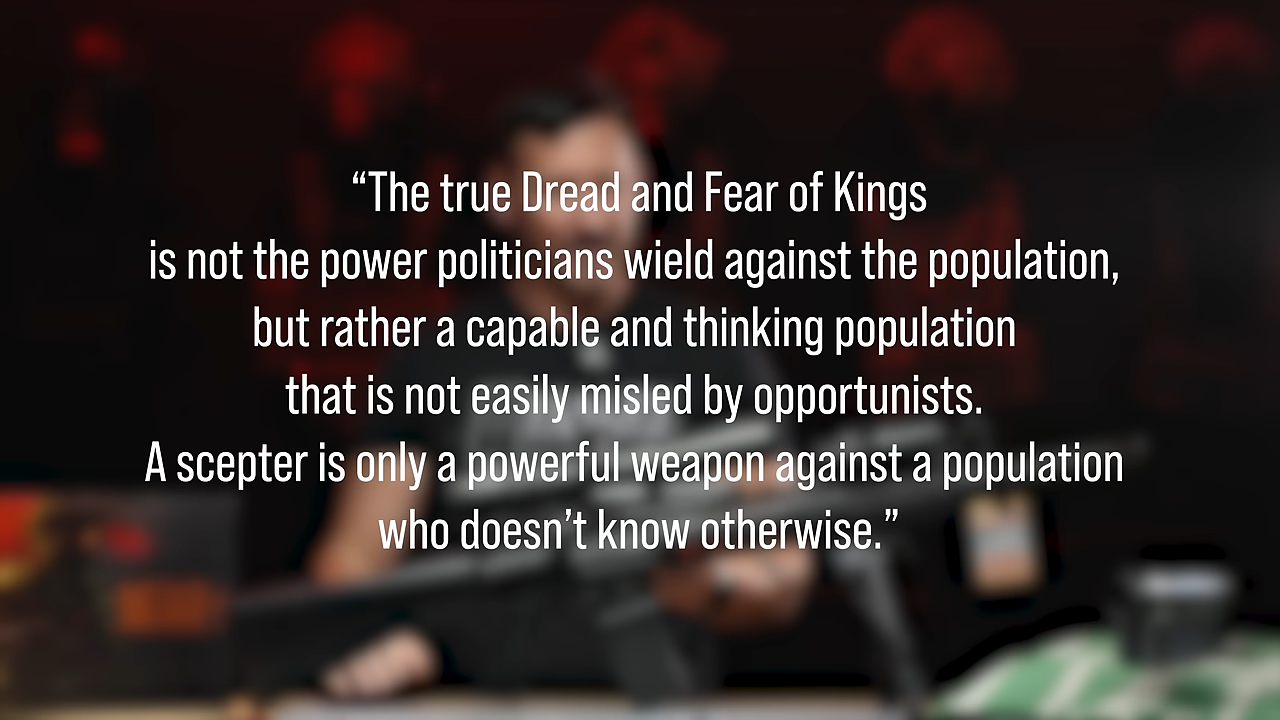 “The true Dread and Fear of Kings
is not the power politicians wield against the population,
but rather a capable and thinking population
that is not easily misled by opportunists.
A scepter is only a powerful weapon against a population
who doesn’t know otherwise.”